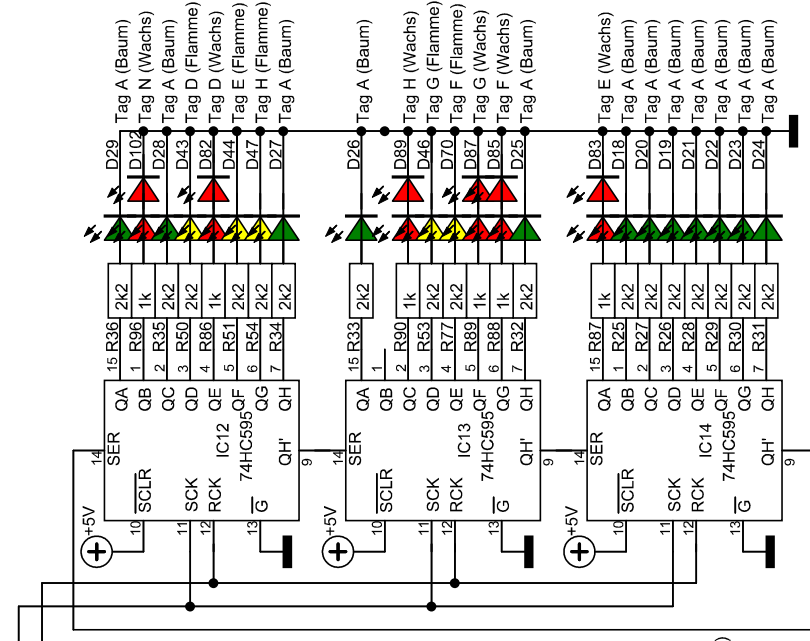 Tag A (Baum)
Tag N (Wachs)
Tag A (Baum)
Tag D (Flamme)
Tag D (Wachs)
Tag E (Flamme)
Tag H (Flamme)
Tag A (Baum)
Tag A (Baum)
Tag H (Wachs)
Tag G (Flamme)
Tag F (Flamme)
Tag G (Wachs)
Tag F (Wachs)
Tag A (Baum)
Tag E (Wachs)
Tag A (Baum)
Tag A (Baum)
Tag A (Baum)
Tag A (Baum)
Tag A (Baum)
Tag A (Baum)
Tag A (Baum)
D29
D102
D28
D43
D82
D44
D47
D27
D26
D89
D46
D70
D87
D85
D25
D83
D18
D20
D19
D21
D22
D23
D24
2k2
1k
2k2
2k2
1k
2k2
2k2
2k2
2k2
1k
2k2
2k2
1k
1k
2k2
1k
2k2
2k2
2k2
2k2
2k2
2k2
2k2
R36
R96
R35
R50
R86
R51
R54
R34
R33
R90
R53
R77
R89
R88
R32
R87
R25
R27
R26
R28
R29
R30
R31
15
1
2
3
4
5
6
7
15
1
2
3
4
5
6
7
15
1
2
3
4
5
6
7
QA
QB
QC
QD
QE
QF
QG
QH
QA
QB
QC
QD
QE
QF
QG
QH
QA
QB
QC
QD
QE
QF
QG
QH
14
SER
IC12
74HC595
QH'
9
14
SER
IC13
74HC595
QH'
9
14
SER
IC14
74HC595
QH'
9
SCLR
SCK
RCK
G
SCLR
SCK
RCK
G
SCLR
SCK
RCK
G
+5V
10
11
12
13
+5V
10
11
12
13
+5V
10
11
12
13